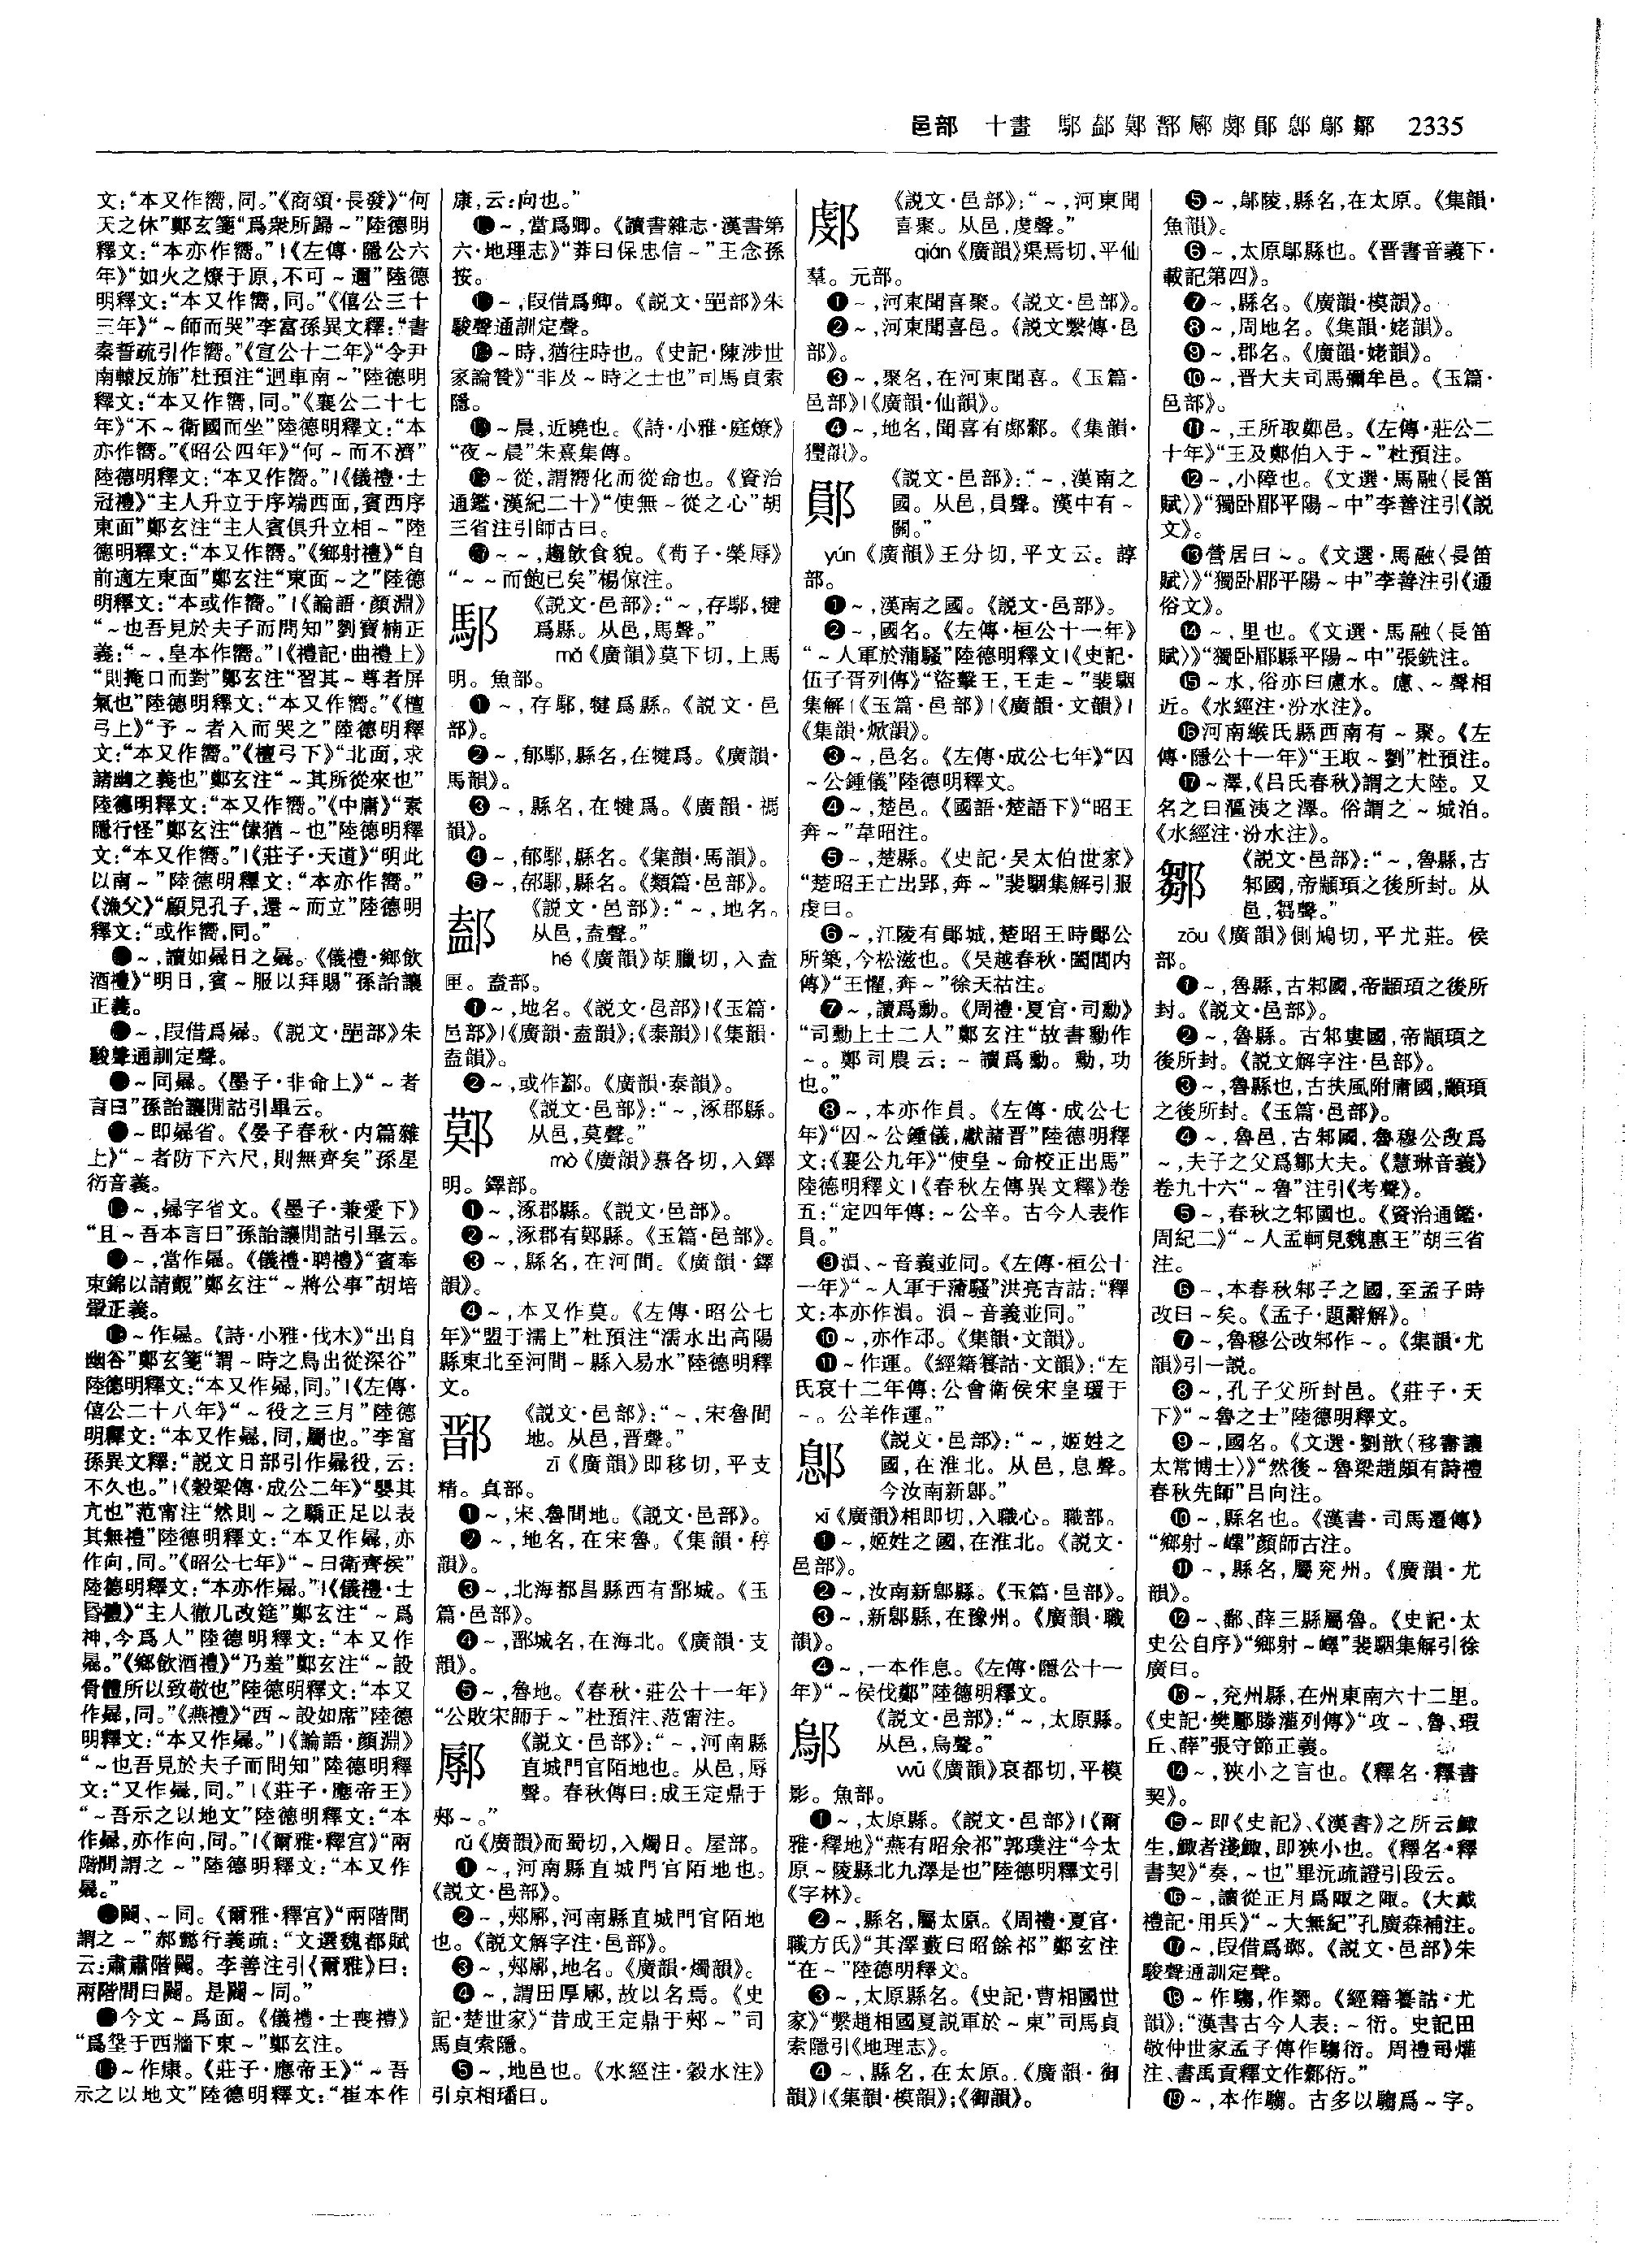 邑部 十畫 鄢䣖鄚鄑鄏鄐鄖鄎鄔鄒 2335
文：“本又作嚮，同。”《商頌·長發》“何
天之休”鄭玄箋“爲衆所歸～”陸德明
釋文：“本亦作嚮。”|《左傳·隱公六
年》“如火之燎于原，不可～邇”陸德
明釋文：“本又作嚮，同。”《僖公三十
三年》“～師而哭”李富孫異文釋：“書
秦誓疏引作嚮。”《宣公十二年》“令尹
南轅反旆”杜預注“迴車南～”陸德明
釋文：“本又作嚮，同。”《襄公二十七
年》“不～衛國而坐”陸德明釋文：“本
亦作嚮。”《昭公四年》“何～而不濟”
陸德明釋文：“本又作嚮。”|《儀禮·士
冠禮》“主人升立于序端西面，賓西序
東面”鄭玄注“主人賓俱升立相～”陸
德明釋文：“本又作嚮。”《鄉射禮》“自
前適左東面”鄭玄注“東面～之”陸德
明釋文：“本或作嚮。”|《論語·顔淵》
“～也吾見於夫子而問知”劉寶楠正
義：“～，皇本作嚮。”|《禮記·曲禮上》
“則掩口而對”鄭玄注“習其～尊者屏
氣也”陸德明釋文：“本又作嚮。”《檀
弓上》“予～者入而哭之”陸德明釋
文：“本又作嚮。”《檀弓下》“北面，求
諸幽之義也”鄭玄注“～其所從來也”
陸德明釋文：“本又作嚮。”《中庸》“素
隱行怪”鄭玄注“傃猶～也”陸德明釋
文：“本又作嚮。”|《莊子·天道》“明此
以南～”陸德明釋文：“本亦作嚮。”
《漁父》“顧見孔子，還～而立”陸德明
釋文：“或作嚮，同。”
～，讀如曏日之曏。《儀禮·鄉飲
酒禮》“明日，賓～服以拜賜”孫詒讓
正義。
～，叚借爲曏。《説文·𨛜部》朱
駿聲通訓定聲。
～同曏。《墨子·非命上》“～者
言曰”孫詒讓閒詁引畢云。
～即曏省。《晏子春秋·内篇雜
上》“～者防下六尺，則無齊矣”孫星
衍音義。
～，曏字省文。《墨子·兼愛下》
“且～吾本言曰”孫詒讓閒詁引畢云。
～，當作曏。《儀禮·聘禮》“賓奉
束錦以請覿”鄭玄注“～將公事”胡培
翬正義。
～作曏。《詩·小雅·伐木》“出自
幽谷”鄭玄箋“謂～時之鳥出從深谷”
陸德明釋文：“本又作曏，同。”|《左傳·
僖公二十八年》“～役之三月”陸德
明釋文：“本又作曏，同，屬也。”李富
孫異文釋：“説文日部引作曏役，云：
不久也。”|《穀梁傳·成公二年》“嬰其
亢也”范甯注“然則～之驕正足以表
其無禮”陸德明釋文：“本又作曏，亦
作向，同。”《昭公七年》“～曰衛齊侯”
陸德明釋文：“本亦作曏。”|《儀禮·士
昏禮》“主人徹几改筵”鄭玄注“～爲
神，今爲人”陸德明釋文：“本又作
曏。”《鄉飲酒禮》“乃羞”鄭玄注“～設
骨體所以致敬也”陸德明釋文：“本又
作曏，同。”《燕禮》“西～設如席”陸德
明釋文：“本又作曏。”|《論語·顔淵》
“～也吾見於夫子而問知”陸德明釋
文：“又作曏，同。”|《莊子·應帝王》
“～吾示之以地文”陸德明釋文：“本
作曏，亦作向，同。”|《爾雅·釋宫》“兩
階間謂之～”陸德明釋文：“本又作
曏。”
闟、～同。《爾雅·釋宫》“兩階間
謂之～”郝懿行義疏：“文選魏都賦
云：肅肅階闟。李善注引《爾雅》曰：
兩階間曰闟。是闟～同。”
今文～爲面。《儀禮·士喪禮》
“爲垼于西牆下東～”鄭玄注。
～作康。《莊子·應帝王》“～吾
示之以地文”陸德明釋文：“崔本作
康，云：向也。”
～，當爲卿。《讀書雜志·漢書第
六·地理志》“莽曰保忠信～”王念孫
按。
～，叚借爲卿。《説文·𨛜部》朱
駿聲通訓定聲。
～時，猶往時也。《史記·陳涉世
家論贊》“非及～時之士也”司馬貞索
隱。
～晨，近曉也。《詩·小雅·庭燎》
“夜～晨”朱熹集傳。
～從，謂嚮化而從命也。《資治
通鑑·漢紀二十》“使無～從之心”胡
三省注引師古曰。
～～，趨飲食貌。《荀子·榮辱》
“～～而飽已矣”楊倞注。
䣕 《説文·邑部》：“～，存䣕，犍
爲縣。从邑，馬聲。”
mǎ《廣韻》莫下切，上馬
明。魚部。
❶～，存䣕，犍爲縣。《説文·邑
部》。
❷～，郁䣕，縣名，在犍爲。《廣韻·
馬韻》。
❸～，縣名，在犍爲。《廣韻·禡
韻》。
❹～，郁䣕，縣名。《集韻·馬韻》。
❺～，䣕，縣名。《類篇·邑部》。
䣖 《説文·邑部》：“～，地名。
从邑，盍聲。”
hé《廣韻》胡臘切，入盍
匣。盍部。
❶～，地名。《説文·邑部》|《玉篇·
邑部》|《廣韻·盍韻》；《泰韻》|《集韻·
盍韻》。
❷～，或作䣖。《廣韻·泰韻》。
鄚 《説文·邑部》：“～，涿郡縣。
从邑，莫聲。”
mò《廣韻》慕各切，入鐸
明。鐸部。
❶～，涿郡縣。《説文·邑部》。
❷～，涿郡有鄚縣。《玉篇·邑部》。
❸～，縣名，在河間。《廣韻·鐸
韻》。
❹～，本又作莫。《左傳·昭公七
年》“盟于濡上”杜預注“濡水出高陽
縣東北至河間～縣入易水”陸德明釋
文。
鄑 《説文·邑部》：“～，宋魯間
地。从邑，晋聲。”
zī《廣韻》即移切，平支
精。真部。
❶～，宋、魯間地。《説文·邑部》。
❷～，地名，在宋魯。《集韻·稕
韻》。
❸～，北海都昌縣西有鄑城。《玉
篇·邑部》。
❹～，鄑城名，在海北。《廣韻·支
韻》。
❺～，魯地。《春秋·莊公十一年》
“公敗宋師于～”杜預注、范甯注。
鄏 《説文·邑部》：“～，河南縣
直城門官陌地也。从邑，辱
聲。春秋傳曰：成王定鼎于
郟～。”
rǔ《廣韻》而蜀切，入燭日。屋部。
❶～，河南縣直城門官陌地也。
《説文·邑部》。
❷～，郟鄏，河南縣直城門官陌地
也。《説文解字注·邑部》。
❸～，郟鄏，地名。《廣韻·燭韻》。
❹～，謂田厚鄏，故以名焉。《史
記·楚世家》“昔成王定鼎于郟～”司
馬貞索隱。
❺～，地邑也。《水經注·穀水注》
引京相璠曰。
鄐 《説文·邑部》：“～，河東聞
喜聚。从邑，虔聲。”
qián《廣韻》渠焉切，平仙
羣。元部。
❶～，河東聞喜聚。《説文·邑部》。
❷～，河東聞喜邑。《説文繫傳·邑
部》。
❸～，聚名，在河東聞喜。《玉篇·
邑部》|《廣韻·仙韻》。
❹～，地名，聞喜有鄹。《集韻·
玃韻》。
鄖 《説文·邑部》：“～，漢南之
國。从邑，員聲。漢中有～
關。”
yún《廣韻》王分切，平文云。諄
部。
❶～，漢南之國。《説文·邑部》。
❷～，國名。《左傳·桓公十一年》
“～人軍於蒲騷”陸德明釋文|《史記·
伍子胥列傳》“盜擊王，王走～”裴駰
集解|《玉篇·邑部》|《廣韻·文韻》|
《集韻·焮韻》。
❸～，邑名。《左傳·成公七年》“囚
～公鍾儀”陸德明釋文。
❹～，楚邑。《國語·楚語下》“昭王
奔～”韋昭注。
❺～，楚縣。《史記·吴太伯世家》
“楚昭王亡出郢，奔～”裴駰集解引服
虔曰。
❻～，江陵有鄖城，楚昭王時鄖公
所築，今松滋也。《吴越春秋·闔閭内
傳》“王懼，奔～”徐天祜注。
❼～，讀爲勳。《周禮·夏官·司勳》
“司勳上士二人”鄭玄注“故書勳作
～。鄭司農云：～讀爲勳。勳，功
也。”
❽～，本亦作員。《左傳·成公七
年》“囚～公鍾儀，獻諸晋”陸德明釋
文；《襄公九年》“使皇～命校正出馬”
陸德明釋文|《春秋左傳異文釋》卷
五：“定四年傳：～公辛。古今人表作
員。”
❾涢、～音義並同。《左傳·桓公十
一年》“～人軍于蒲騷”洪亮吉詁：“釋
文：本亦作涢。涢～音義並同。”
❿～，亦作邧。《集韻·文韻》。
⓫～作運。《經籍籑詁·文韻》：“左
氏哀十二年傳：公會衛侯宋皇瑗于
～。公羊作運。”
鄎 《説文·邑部》：“～，姬姓之
國，在淮北。从邑，息聲。
今汝南新鄎。”
xī《廣韻》相即切，入職心。職部。
❶～，姬姓之國，在淮北。《説文·
邑部》。
❷～，汝南新鄎縣。《玉篇·邑部》。
❸～，新鄎縣，在豫州。《廣韻·職
韻》。
❹～，一本作息。《左傳·隱公十一
年》“～侯伐鄭”陸德明釋文。
鄔 《説文·邑部》：“～，太原縣。
从邑，烏聲。”
wū《廣韻》哀都切，平模
影。魚部。
❶～，太原縣。《説文·邑部》|《爾
雅·釋地》“燕有昭余祁”郭璞注“今太
原～陵縣北九澤是也”陸德明釋文引
《字林》。
❷～，縣名，屬太原。《周禮·夏官·
職方氏》“其澤藪曰昭餘祁”鄭玄注
“在～”陸德明釋文。
❸～，太原縣名。《史記·曹相國世
家》“繫趙相國夏説軍於～東”司馬貞
索隱引《地理志》。
❹～，縣名，在太原。《廣韻·御
韻》|《集韻·模韻》；《御韻》。
❺～，鄔陵，縣名，在太原。《集韻·
魚韻》。
❻～，太原鄔縣也。《晋書音義下·
載記第四》。
❼～，縣名。《廣韻·模韻》。
❽～，周地名。《集韻·姥韻》。
❾～，郡名。《廣韻·姥韻》。
❿～，晋大夫司馬彌牟邑。《玉篇·
邑部》。
⓫～，王所取鄭邑。《左傳·莊公二
十年》“王及鄭伯入于～”杜預注。
⓬～，小障也。《文選·馬融〈長笛
賦〉》“獨卧郿平陽～中”李善注引《説
文》。
⓭營居曰～。《文選·馬融〈長笛
賦〉》“獨卧郿平陽～中”李善注引《通
俗文》。
⓮～，里也。《文選·馬融〈長笛
賦〉》“獨卧郿縣平陽～中”張銑注。
⓯～水，俗亦曰慮水。慮、～聲相
近。《水經注·汾水注》。
⓰河南緱氏縣西南有～聚。《左
傳·隱公十一年》“王取～劉”杜預注。
⓱～澤，《吕氏春秋》謂之大陸。又
名之曰漚洟之澤。俗謂之～城泊。
《水經注·汾水注》。
鄒 《説文·邑部》：“～，魯縣，古
邾國，帝顓頊之後所封。从
邑，芻聲。”
zōu《廣韻》側鳩切，平尤莊。侯
部。
❶～，魯縣，古邾國，帝顓頊之後所
封。《説文·邑部》。
❷～，魯縣。古邾婁國，帝顓頊之
後所封。《説文解字注·邑部》。
❸～，魯縣也，古扶風附庸國，顓頊
之後所封。《玉篇·邑部》。
❹～，魯邑，古邾國，魯穆公改爲
～，夫子之父爲鄒大夫。《慧琳音義》
卷九十六“～魯”注引《考聲》。
❺～，春秋之邾國也。《資治通鑑·
周紀二》“～人孟軻見魏惠王”胡三省
注。
❻～，本春秋邾子之國，至孟子時
改曰～矣。《孟子·題辭解》。
❼～，魯穆公改邾作～。《集韻·尤
韻》引一説。
❽～，孔子父所封邑。《莊子·天
下》“～魯之士”陸德明釋文。
❾～，國名。《文選·劉歆〈移書讓
太常博士〉》“然後～魯梁趙頗有詩禮
春秋先師”吕向注。
❿～，縣名也。《漢書·司馬遷傳》
“鄉射～嶧”顔師古注。
⓫～，縣名，屬兖州。《廣韻·尤
韻》。
⓬～、鄱、薛三縣屬魯。《史記·太
史公自序》“鄉射～嶧”裴駰集解引徐
廣曰。
⓭～，兖州縣，在州東南六十二里。
《史記·樊酈滕灌列傳》“攻～、魯、瑕
丘、薛”張守節正義。
⓮～，狹小之言也。《釋名·釋書
契》。
⓯～即《史記》、《漢書》之所云鯫
生，鯫者淺鯫，即狹小也。《釋名·釋
書契》“奏，～也”畢沅疏證引段云。
⓰～，讀從正月爲陬之陬。《大戴
禮記·用兵》“～大無紀”孔廣森補注。
⓱～，叚借爲郰。《説文·邑部》朱
駿聲通訓定聲。
⓲～作騶，作鄹。《經籍籑詁·尤
韻》：“漢書古今人表：～衍。史記田
敬仲世家孟子傳作騶衍。周禮司爟
注、書禹貢釋文作鄹衍。”
⓳～，本作騶。古多以騶爲～字。